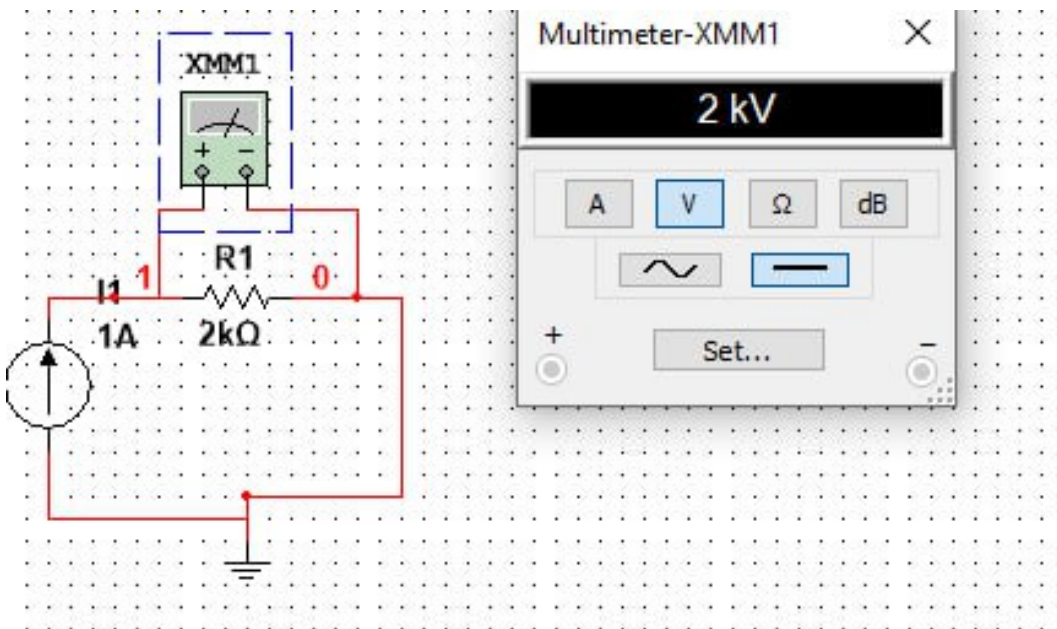 XMM1
+ −
R1
1
0
I1
1A
2kΩ
Multimeter-XMM1
2 kV
A V Ω dB
+ Set... −